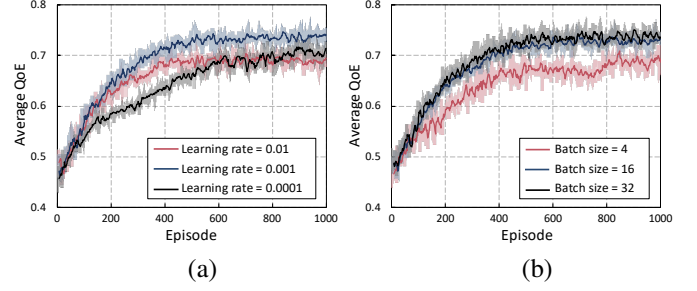 0.8
0.7
0.6
0.5
0.4
Average QoE
0 200 400 600 800 1000
Episode
Learning rate = 0.01
Learning rate = 0.001
Learning rate = 0.0001
(a)
0.8
0.7
0.6
0.5
0.4
Average QoE
0 200 400 600 800 1000
Episode
Batch size = 4
Batch size = 16
Batch size = 32
(b)